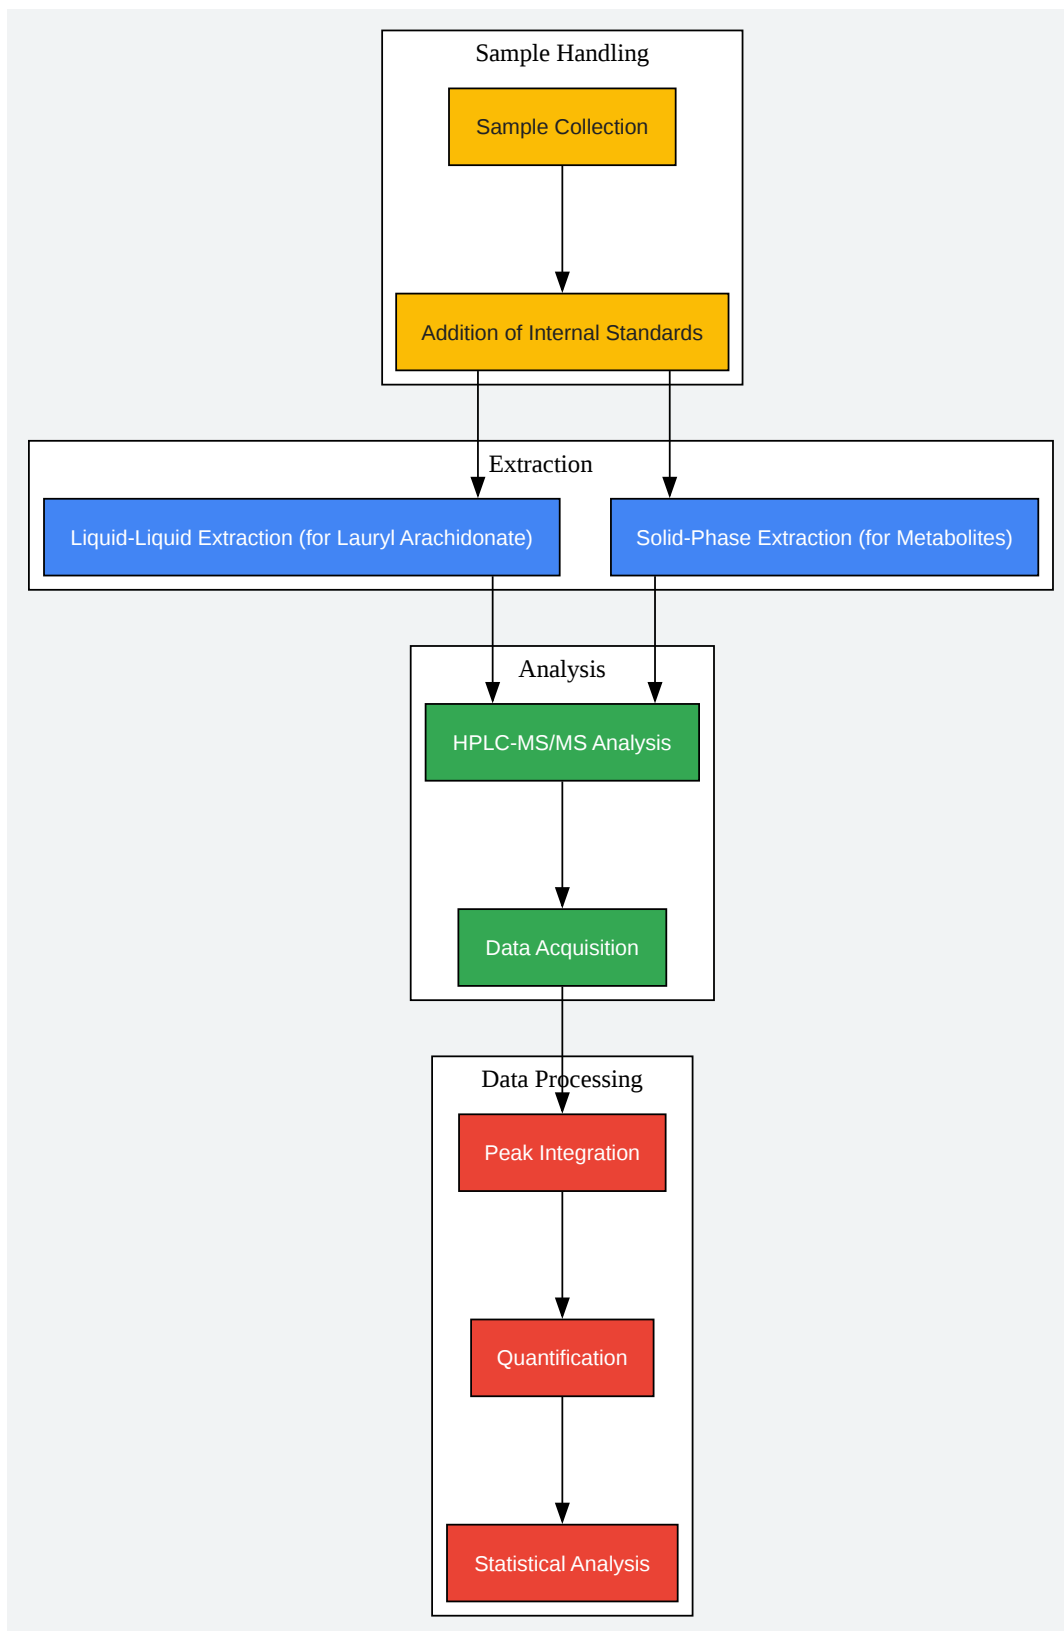 Sample Handling
Sample Collection
Addition of Internal Standards
Extraction
Liquid-Liquid Extraction (for Lauryl Arachidonate)
Solid-Phase Extraction (for Metabolites)
Analysis
HPLC-MS/MS Analysis
Data Acquisition
Data Processing
Peak Integration
Quantification
Statistical Analysis